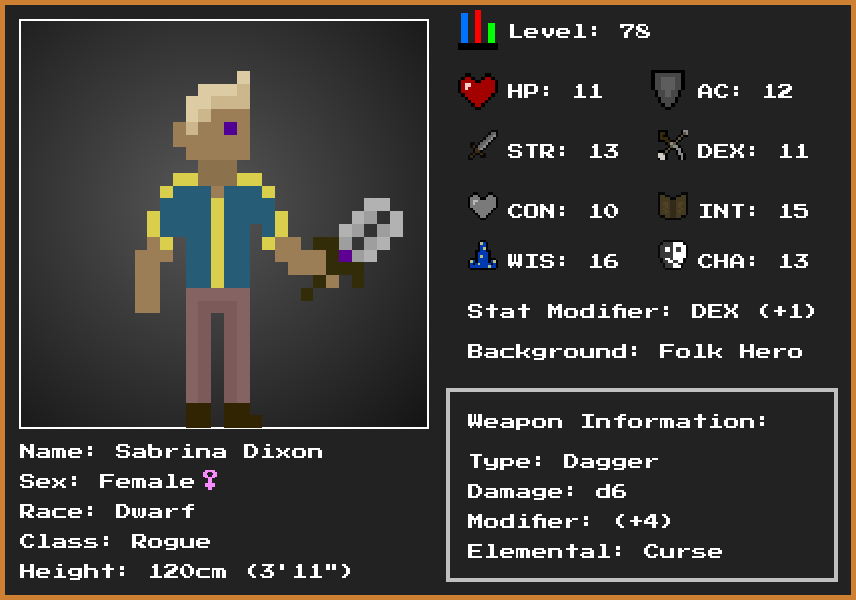 Level: 78
HP: 11
AC: 12
STR: 13
DEX: 11
CON: 10
INT: 15
WIS: 16
CHA: 13
Stat Modifier: DEX (+1)
Background: Folk Hero
Weapon Information:
Type: Dagger
Damage: d6
Modifier: (+4)
Elemental: Curse
Name: Sabrina Dixon
Sex: Female♀
Race: Dwarf
Class: Rogue
Height: 120cm (3'11")